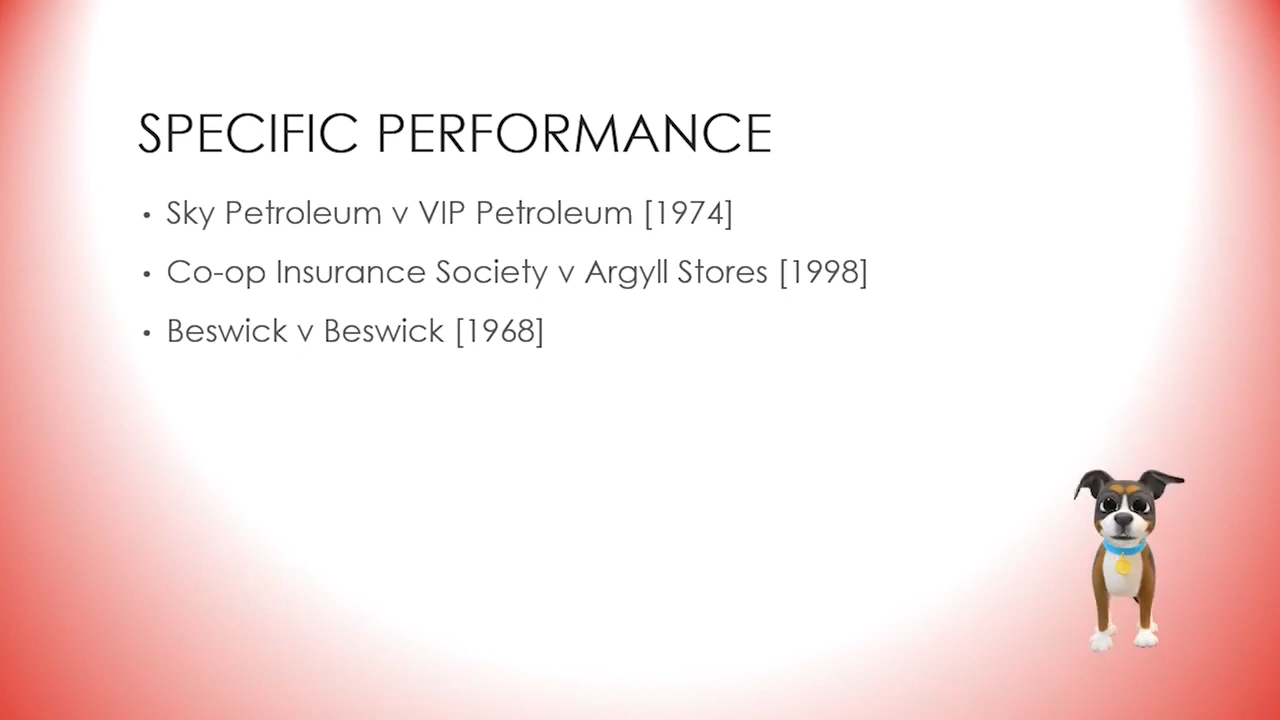 SPECIFIC PERFORMANCE
• Sky Petroleum v VIP Petroleum [1974]
• Co-op Insurance Society v Argyll Stores [1998]
• Beswick v Beswick [1968]